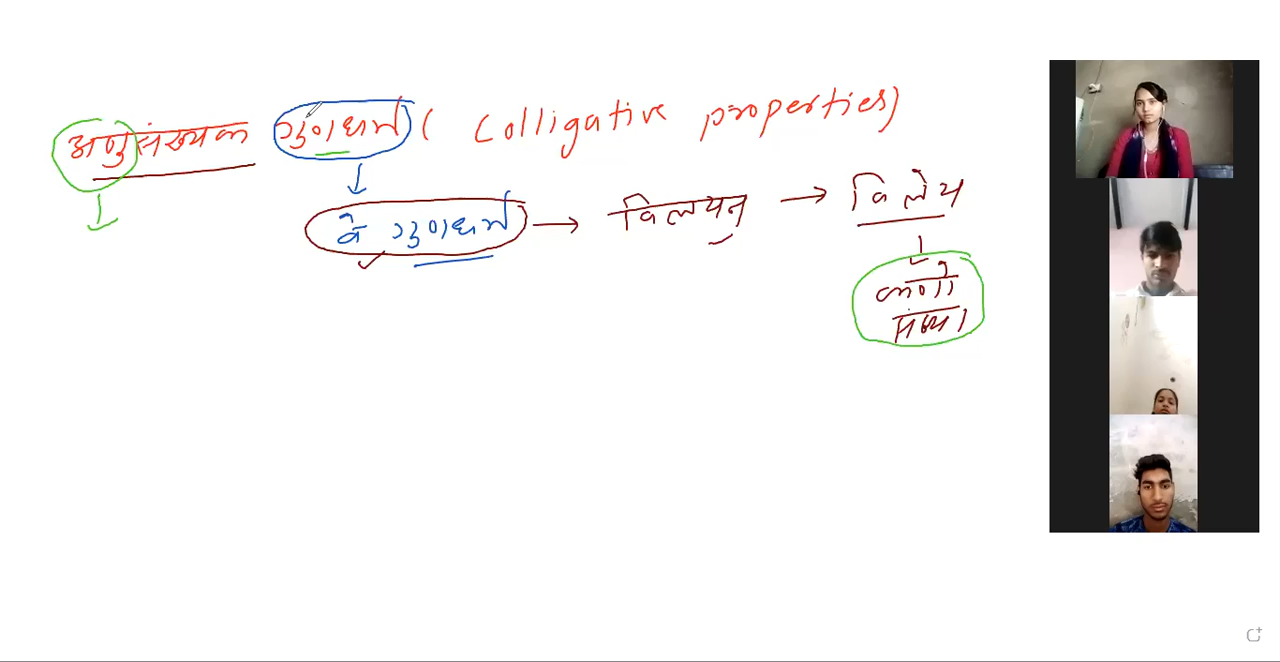 अणुसंख्यक गुणधर्म ( Colligative properties)
वे गुणधर्म → विलयन → विलेय
कणों
संख्या